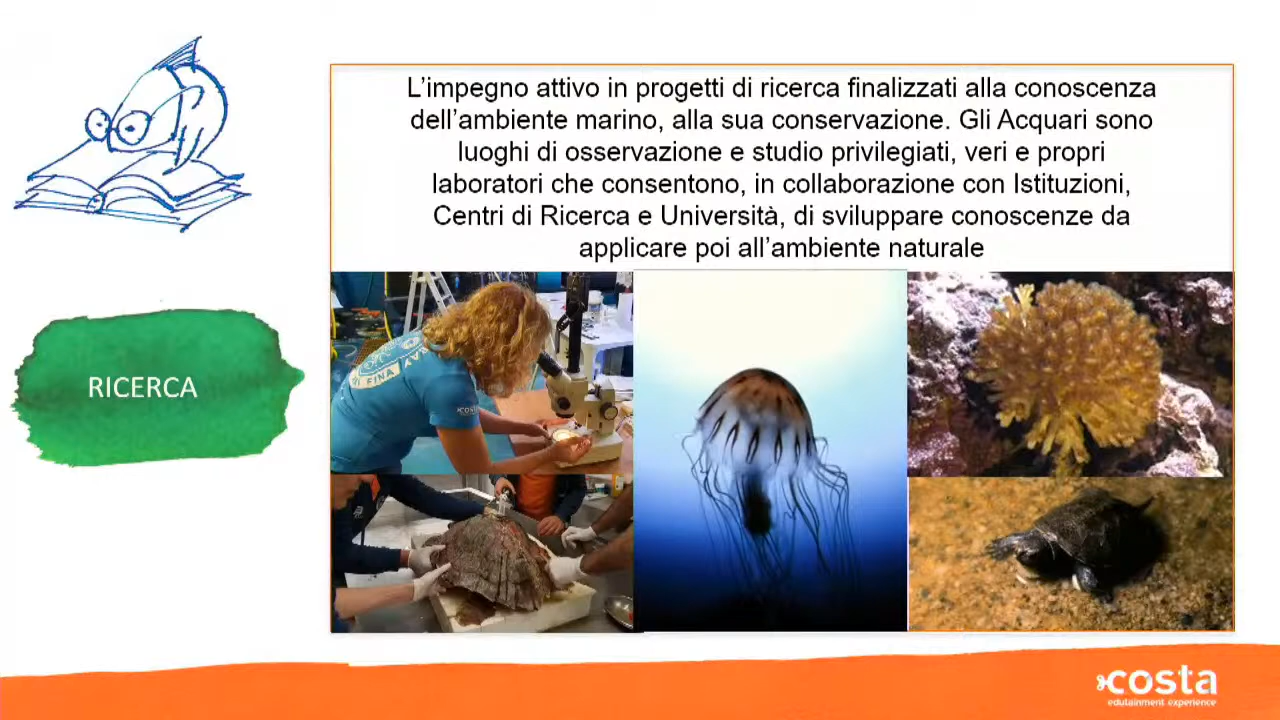 L'impegno attivo in progetti di ricerca finalizzati alla conoscenza
dell'ambiente marino, alla sua conservazione. Gli Acquari sono
luoghi di osservazione e studio privilegiati, veri e propri
laboratori che consentono, in collaborazione con Istituzioni,
Centri di Ricerca e Università, di sviluppare conoscenze da
applicare poi all'ambiente naturale
RICERCA
FINA
COSTA
costa
edutainment experience